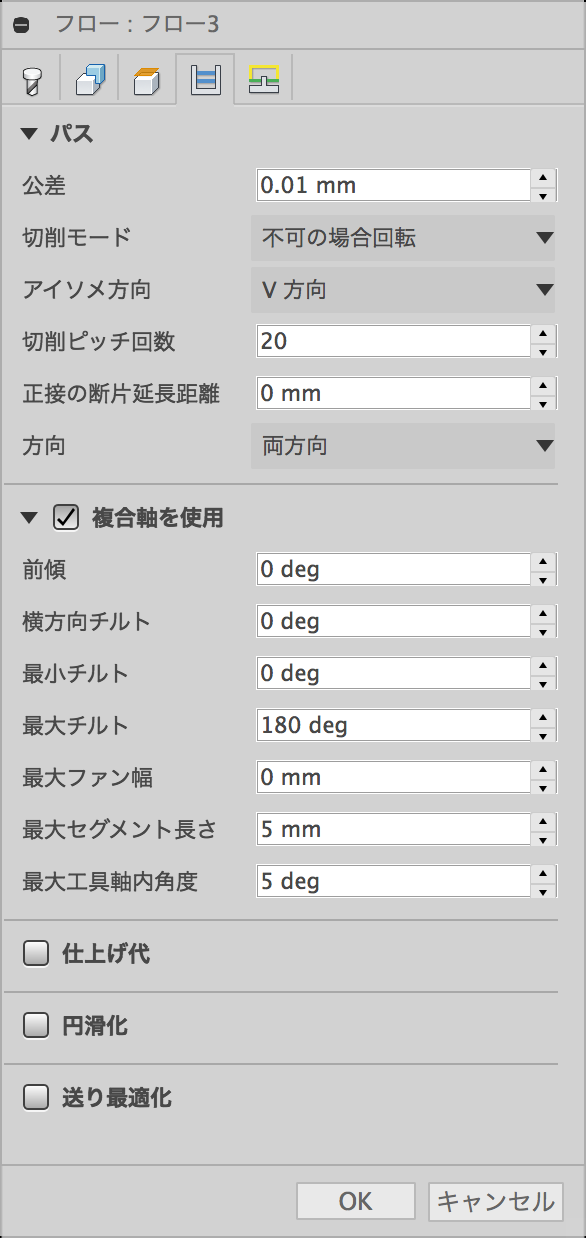 フロー : フロー3
パス
公差 0.01 mm
切削モード 不可の場合回転
アイソメ方向 V 方向
切削ピッチ回数 20
正接の断片延長距離 0 mm
方向 両方向
複合軸を使用
前傾 0 deg
横方向チルト 0 deg
最小チルト 0 deg
最大チルト 180 deg
最大ファン幅 0 mm
最大セグメント長さ 5 mm
最大工具軸内角度 5 deg
仕上げ代
円滑化
送り最適化
OK キャンセル